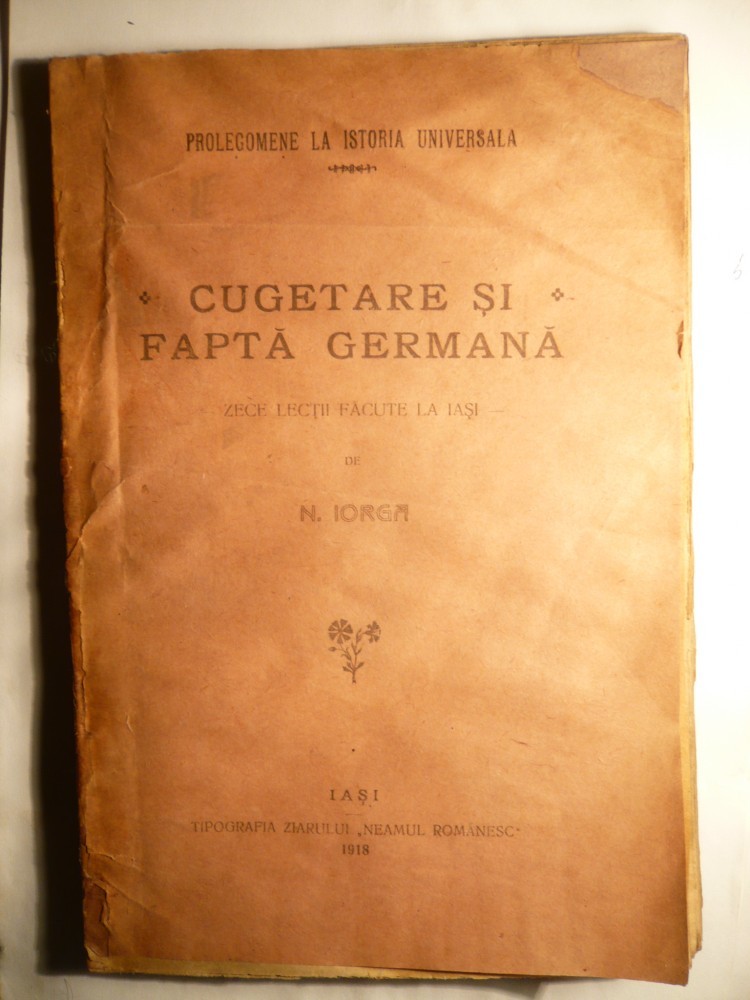 PROLEGOMENE LA ISTORIA UNIVERSALA
CUGETARE ȘI
FAPTĂ GERMANĂ
ZECE LECȚII FĂCUTE LA IAȘI —
DE
N. IORGA
IAȘI
TIPOGRAFIA ZIARULUI „NEAMUL ROMĂNESC“
1918